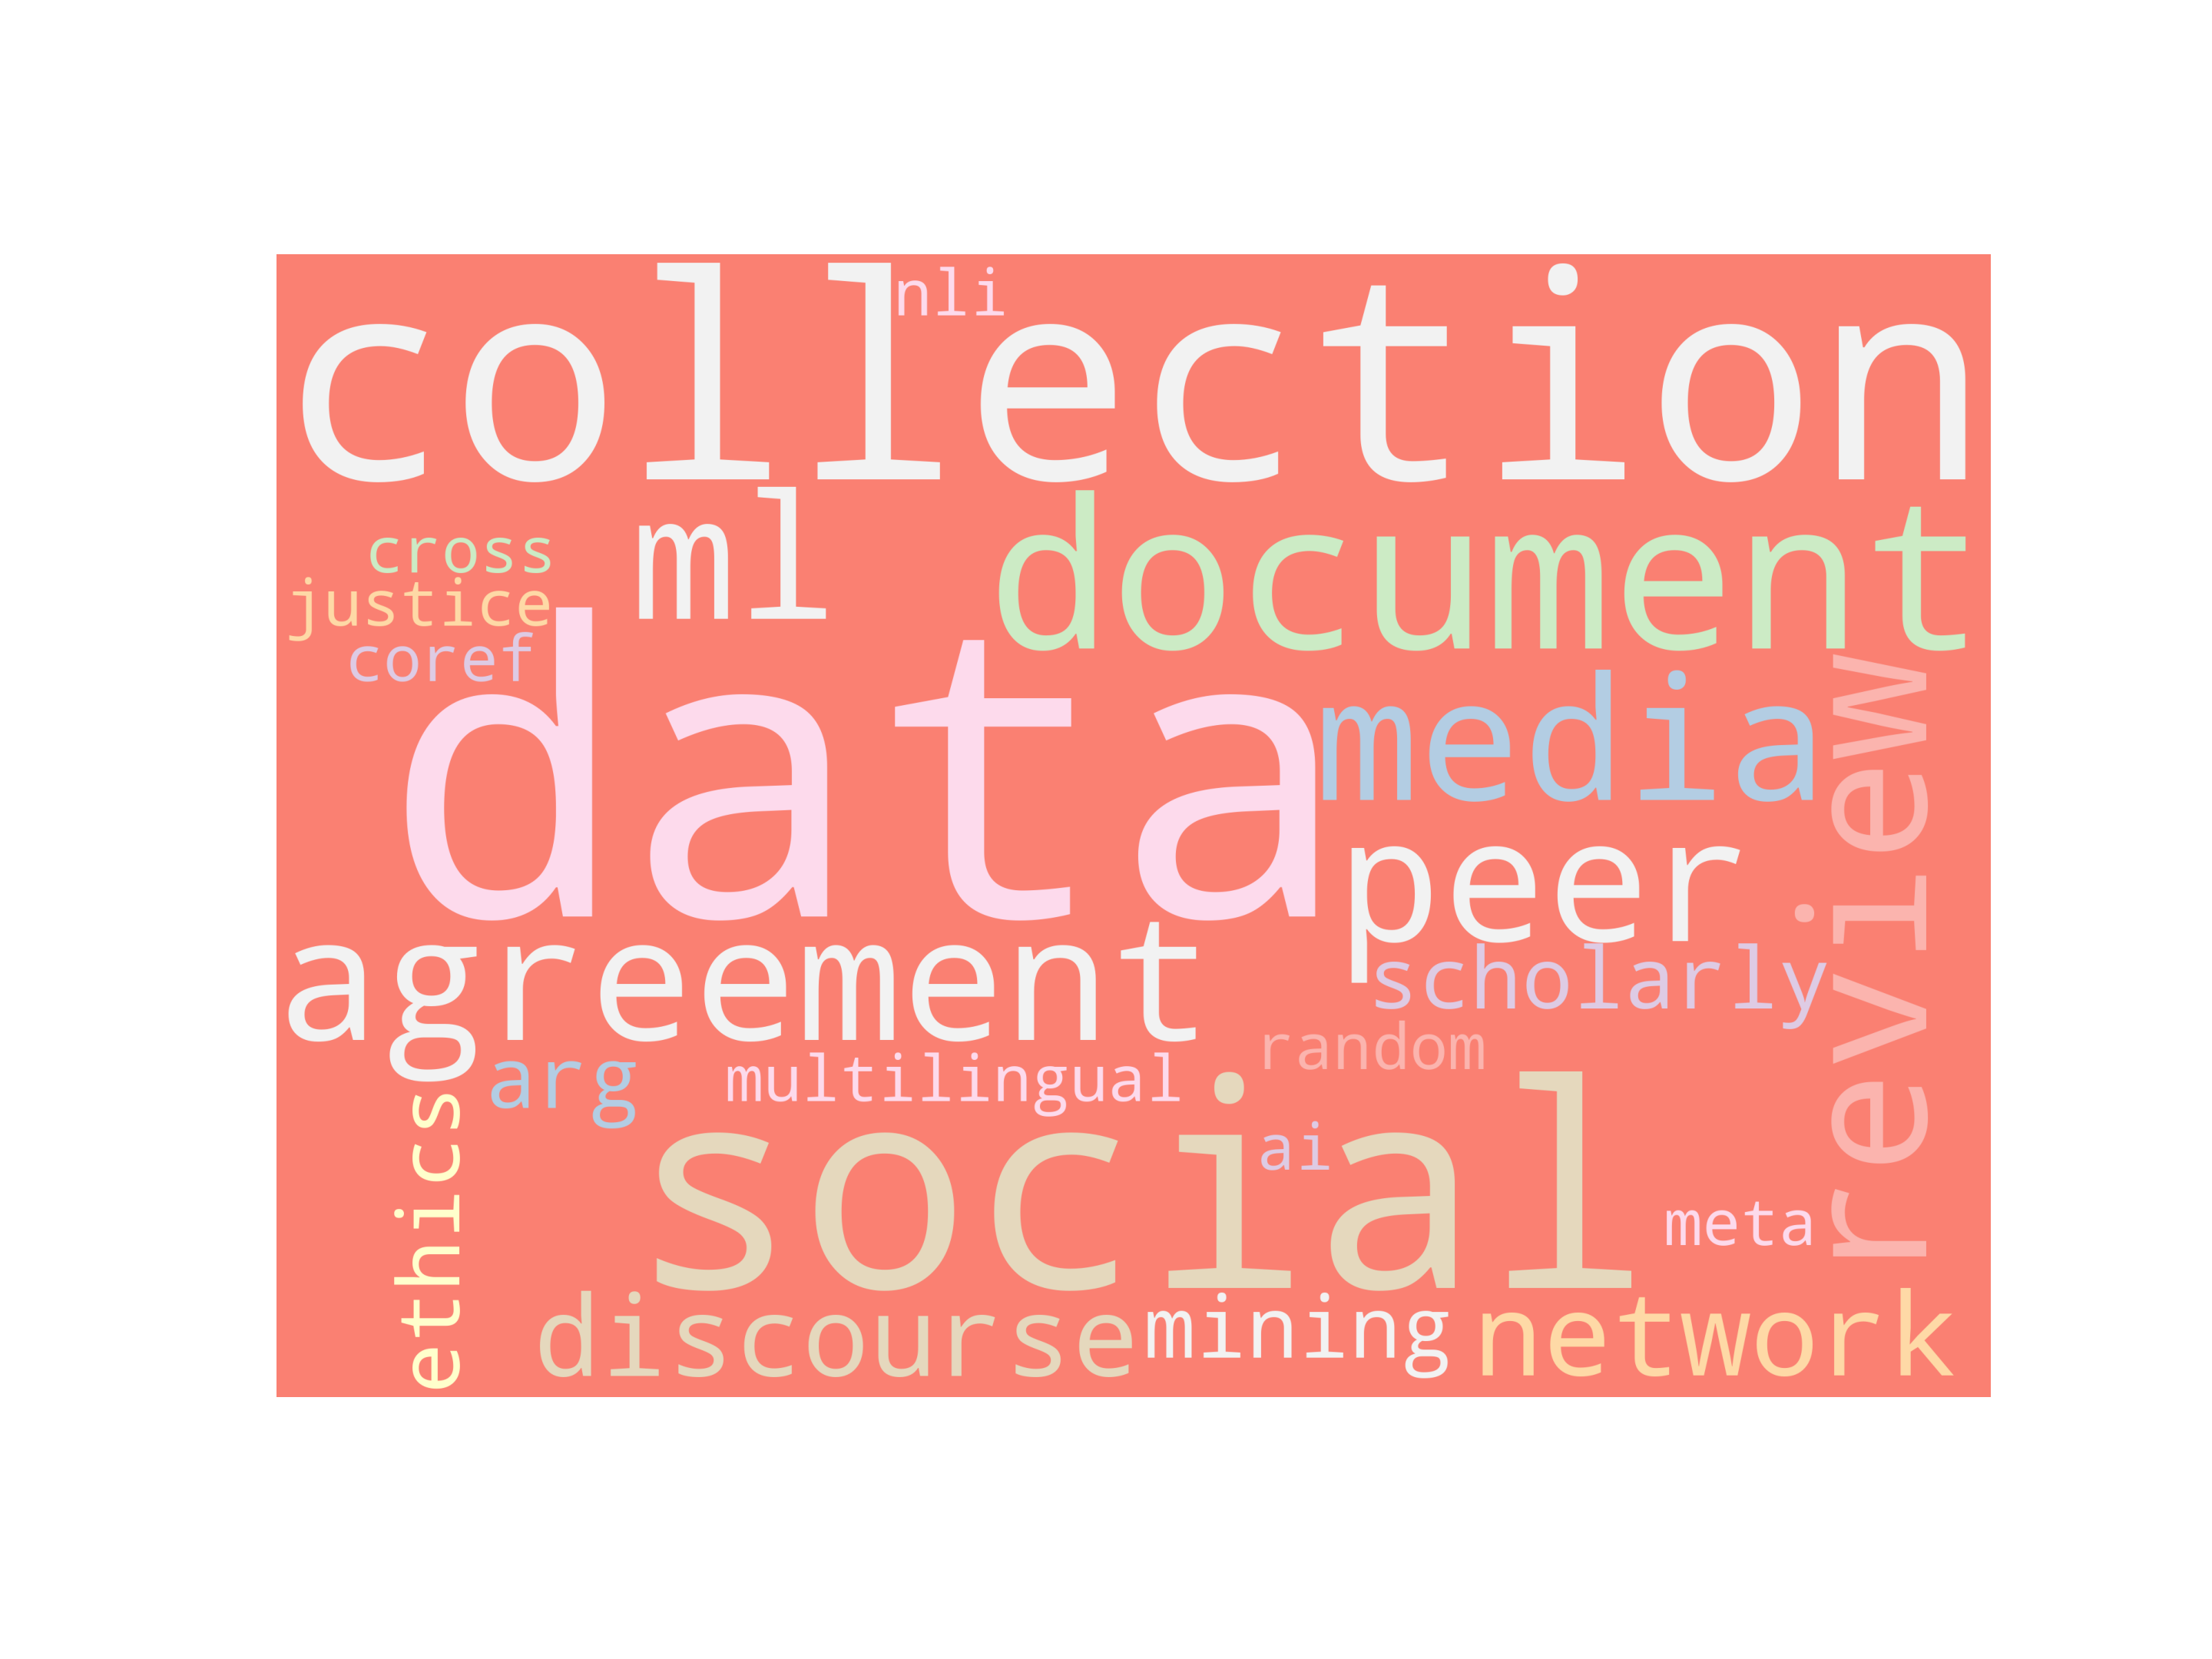 nli
collection
ml
document
cross
justice
coref
data
media
review
peer
agreement
scholarly
random
arg
multilingual
ai
social
ethics
meta
discourse
mining
network